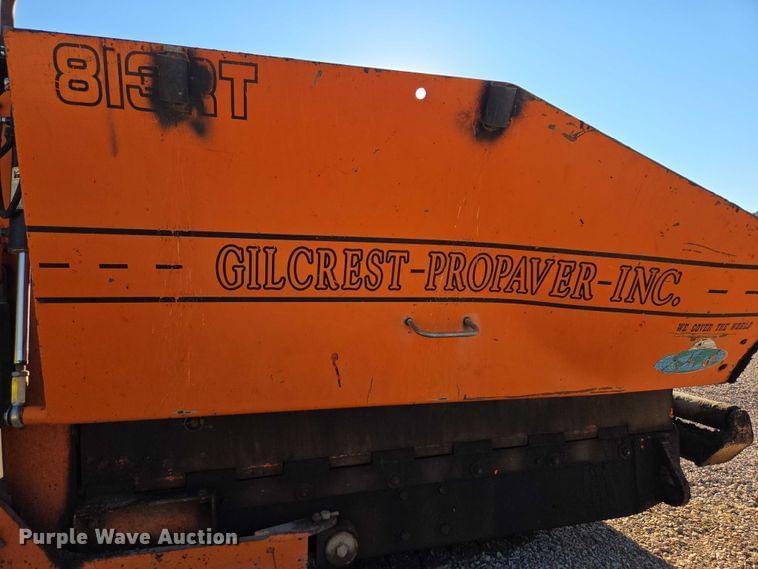 813RT
GILCREST-PROPAVER-INC.
WE COVER THE WORLD
Purple Wave Auction